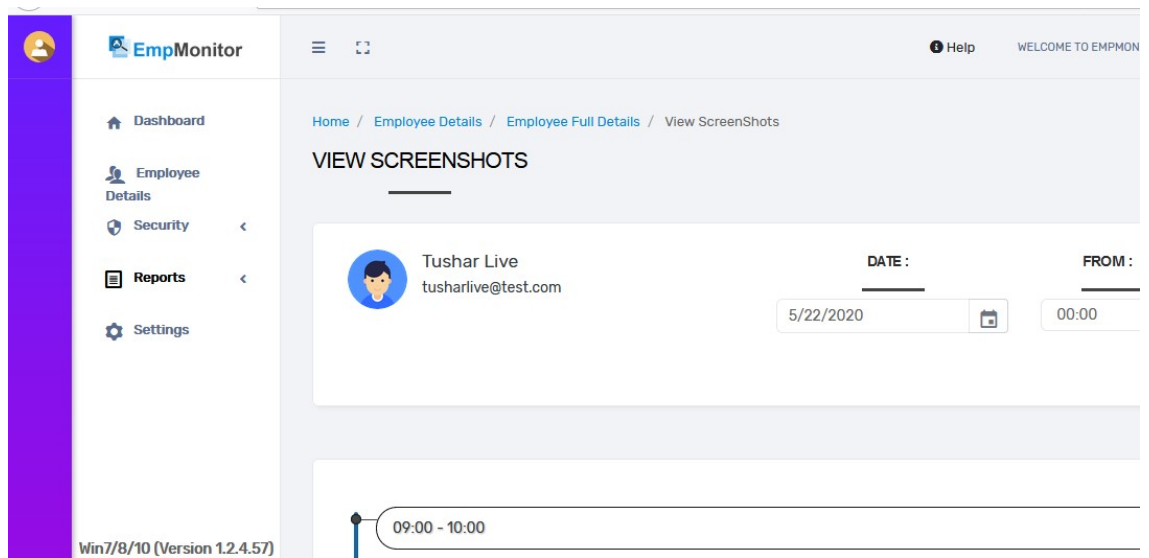 EmpMonitor
Help
WELCOME TO EMPMON
Dashboard
Employee
Details
Security
Reports
Settings
Win7/8/10 (Version 1.2.4.57)
Home / Employee Details / Employee Full Details / View ScreenShots
VIEW SCREENSHOTS
Tushar Live
tusharlive@test.com
DATE :
5/22/2020
FROM :
00:00
09:00 - 10:00